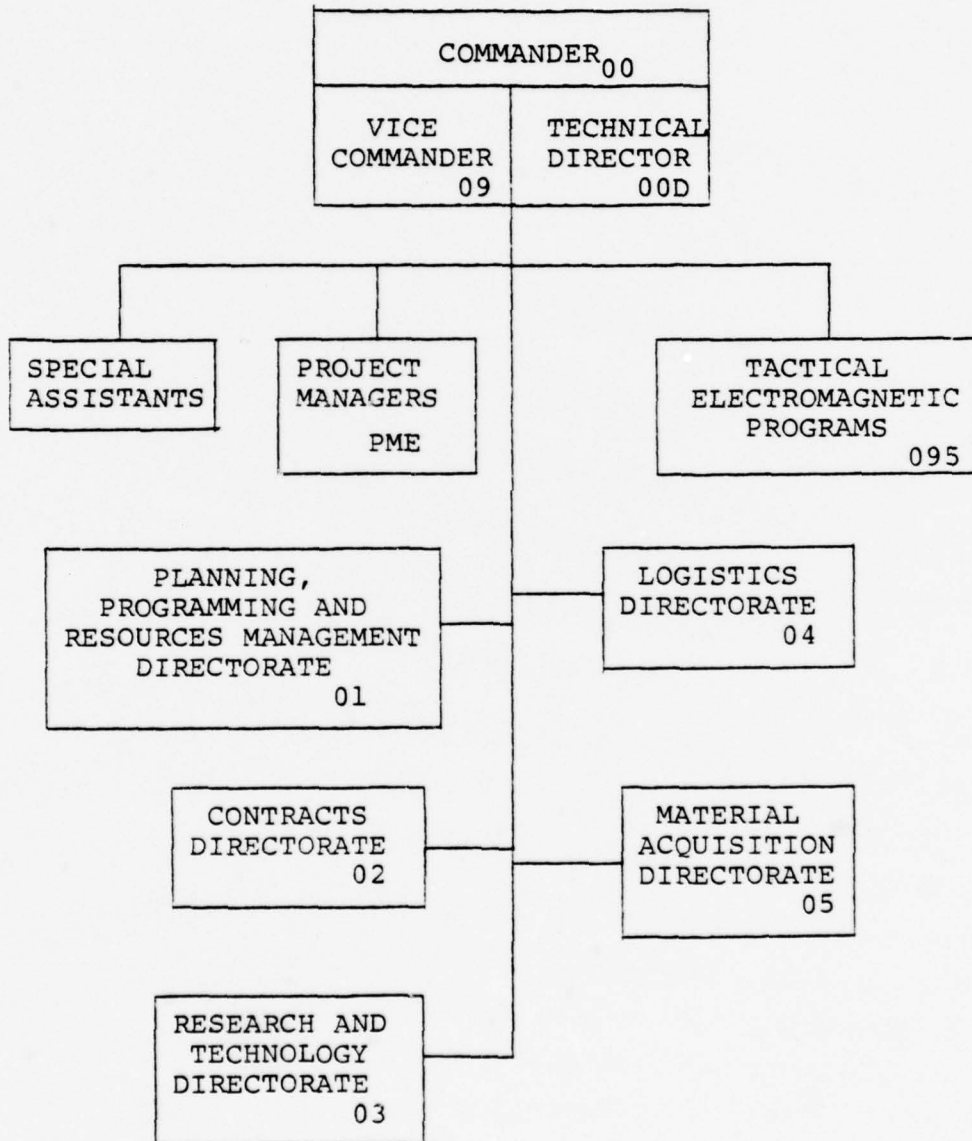 COMMANDER 00
VICE
COMMANDER
09
TECHNICAL
DIRECTOR
00D
SPECIAL
ASSISTANTS
PROJECT
MANAGERS
PME
TACTICAL
ELECTROMAGNETIC
PROGRAMS
095
PLANNING,
PROGRAMMING AND
RESOURCES MANAGEMENT
DIRECTORATE
01
LOGISTICS
DIRECTORATE
04
CONTRACTS
DIRECTORATE
02
MATERIAL
ACQUISITION
DIRECTORATE
05
RESEARCH AND
TECHNOLOGY
DIRECTORATE
03